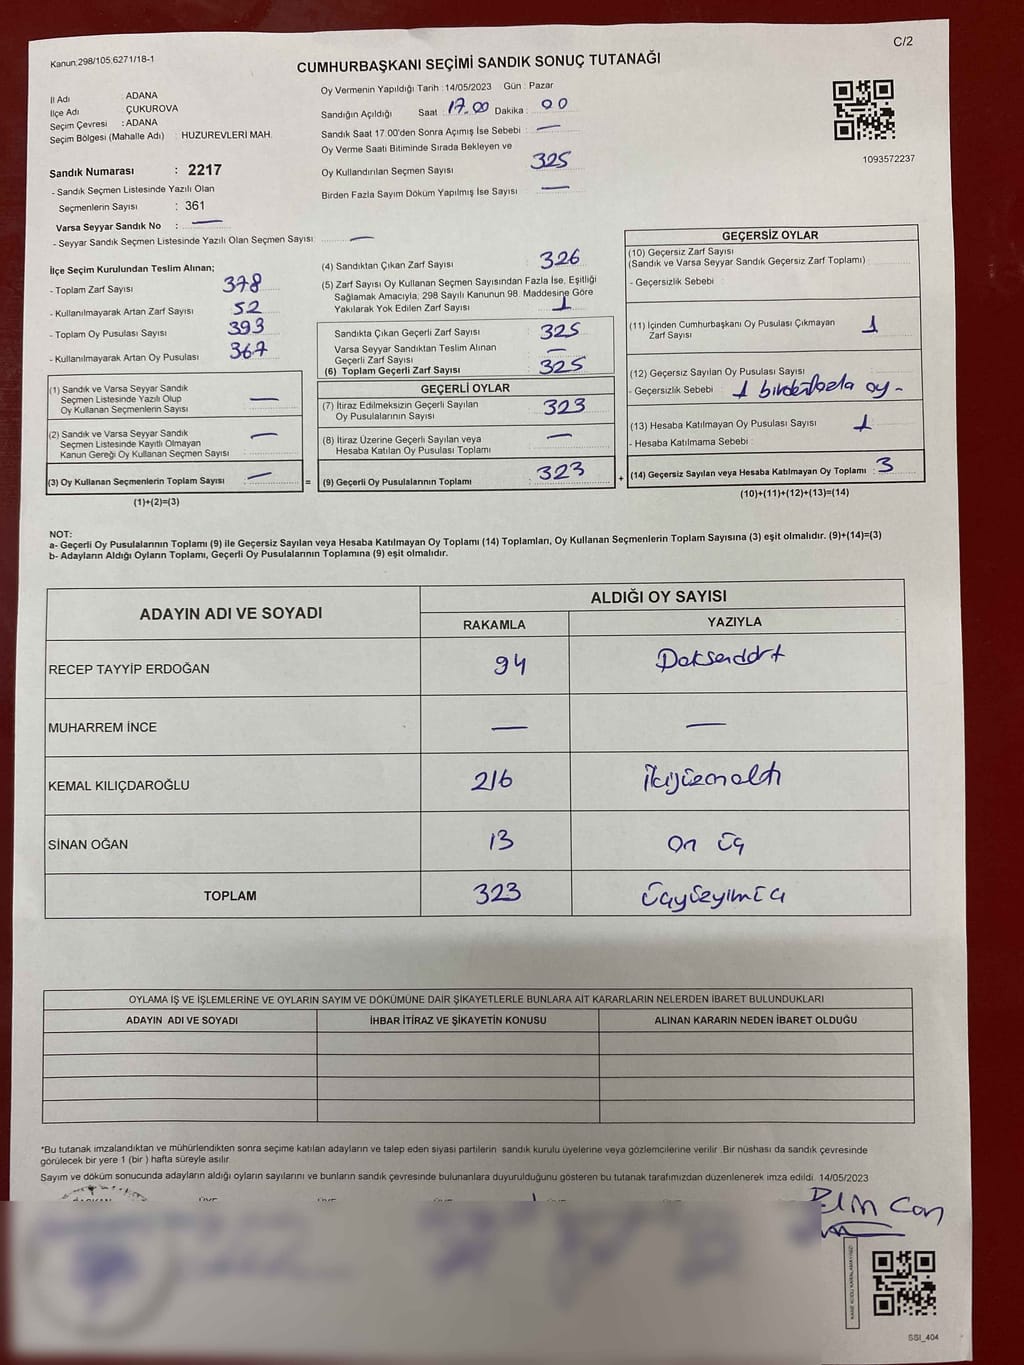 C/2
Kanun:298/105;6271/18-1
CUMHURBAŞKANI SEÇİMİ SANDIK SONUÇ TUTANAĞI
İl Adı : ADANA
İlçe Adı : ÇUKUROVA
Seçim Çevresi : ADANA
Seçim Bölgesi (Mahalle Adı) : HUZUREVLERİ MAH.
Oy Vermenin Yapıldığı Tarih : 14/05/2023 Gün : Pazar
Sandığın Açıldığı Saat : 17.00 Dakika : 00
Sandık Saat 17.00'den Sonra Açımış İse Sebebi : —
Oy Verme Saati Bitiminde Sırada Bekleyen ve
Oy Kullandırılan Seçmen Sayısı 325
Birden Fazla Sayım Döküm Yapılmış İse Sayısı —
1093572237
Sandık Numarası : 2217
- Sandık Seçmen Listesinde Yazılı Olan
Seçmenlerin Sayısı : 361
Varsa Seyyar Sandık No : —
- Seyyar Sandık Seçmen Listesinde Yazılı Olan Seçmen Sayısı: —
İlçe Seçim Kurulundan Teslim Alınan;
- Toplam Zarf Sayısı 378
- Kullanılmayarak Artan Zarf Sayısı 52
- Toplam Oy Pusulası Sayısı 393
- Kullanılmayarak Artan Oy Pusulası 367
(1) Sandık ve Varsa Seyyar Sandık
Seçmen Listesinde Yazılı Olup
Oy Kullanan Seçmenlerin Sayısı —
(2) Sandık ve Varsa Seyyar Sandık
Seçmen Listesinde Kayıtlı Olmayan
Kanun Gereği Oy Kullanan Seçmen Sayısı —
(3) Oy Kullanan Seçmenlerin Toplam Sayısı — =
(1)+(2)=(3)
(4) Sandıktan Çıkan Zarf Sayısı 326
(5) Zarf Sayısı Oy Kullanan Seçmen Sayısından Fazla İse, Eşitliği
Sağlamak Amacıyla; 298 Sayılı Kanunun 98. Maddesine Göre
Yakılarak Yok Edilen Zarf Sayısı 1
Sandıkta Çıkan Geçerli Zarf Sayısı 325
Varsa Seyyar Sandıktan Teslim Alınan
Geçerli Zarf Sayısı —
(6) Toplam Geçerli Zarf Sayısı 325
GEÇERLİ OYLAR
(7) İtiraz Edilmeksizin Geçerli Sayılan
Oy Pusulalarının Sayısı 323
(8) İtiraz Üzerine Geçerli Sayılan veya
Hesaba Katılan Oy Pusulası Toplamı —
(9) Geçerli Oy Pusulalarının Toplamı 323 +
GEÇERSİZ OYLAR
(10) Geçersiz Zarf Sayısı
(Sandık ve Varsa Seyyar Sandık Geçersiz Zarf Toplamı) :
- Geçersizlik Sebebi :
(11) İçinden Cumhurbaşkanı Oy Pusulası Çıkmayan
Zarf Sayısı 1
(12) Geçersiz Sayılan Oy Pusulası Sayısı :
- Geçersizlik Sebebi : 1 birden fazla oy -
(13) Hesaba Katılmayan Oy Pusulası Sayısı : 1
- Hesaba Katılmama Sebebi :
(14) Geçersiz Sayılan veya Hesaba Katılmayan Oy Toplamı : 3
(10)+(11)+(12)+(13)=(14)
NOT:
a- Geçerli Oy Pusulalarının Toplamı (9) ile Geçersiz Sayılan veya Hesaba Katılmayan Oy Toplamı (14) Toplamları, Oy Kullanan Seçmenlerin Toplam Sayısına (3) eşit olmalıdır. (9)+(14)=(3)
b- Adayların Aldığı Oyların Toplamı, Geçerli Oy Pusulalarının Toplamına (9) eşit olmalıdır.
ADAYIN ADI VE SOYADI ALDIĞI OY SAYISI
RAKAMLA YAZIYLA
RECEP TAYYİP ERDOĞAN 94 Doksandört
MUHARREM İNCE — —
KEMAL KILIÇDAROĞLU 216 İkiyüzonaltı
SİNAN OĞAN 13 On üç
TOPLAM 323 Üçyüzyirmiüç
OYLAMA İŞ VE İŞLEMLERİNE VE OYLARIN SAYIM VE DÖKÜMÜNE DAİR ŞİKAYETLERLE BUNLARA AİT KARARLARIN NELERDEN İBARET BULUNDUKLARI
ADAYIN ADI VE SOYADI İHBAR İTİRAZ VE ŞİKAYETİN KONUSU ALINAN KARARIN NEDEN İBARET OLDUĞU
*Bu tutanak imzalandıktan ve mühürlendikten sonra seçime katılan adayların ve talep eden siyasi partilerin sandık kurulu üyelerine veya gözlemcilerine verilir .Bir nüshası da sandık çevresinde
görülecek bir yere 1 (bir ) hafta süreyle asılır.
Sayım ve döküm sonucunda adayların aldığı oyların sayılarını ve bunların sandık çevresinde bulunanlara duyurulduğunu gösteren bu tutanak tarafımızdan düzenlenerek imza edildi. 14/05/2023
Can
SSI_404